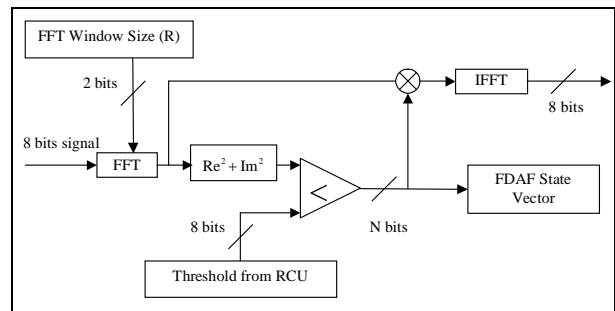 FFT Window Size (R)
2 bits
8 bits signal
FFT
Re² + Im²
<
IFFT
8 bits
FDAF State
Vector
N bits
8 bits
Threshold from RCU